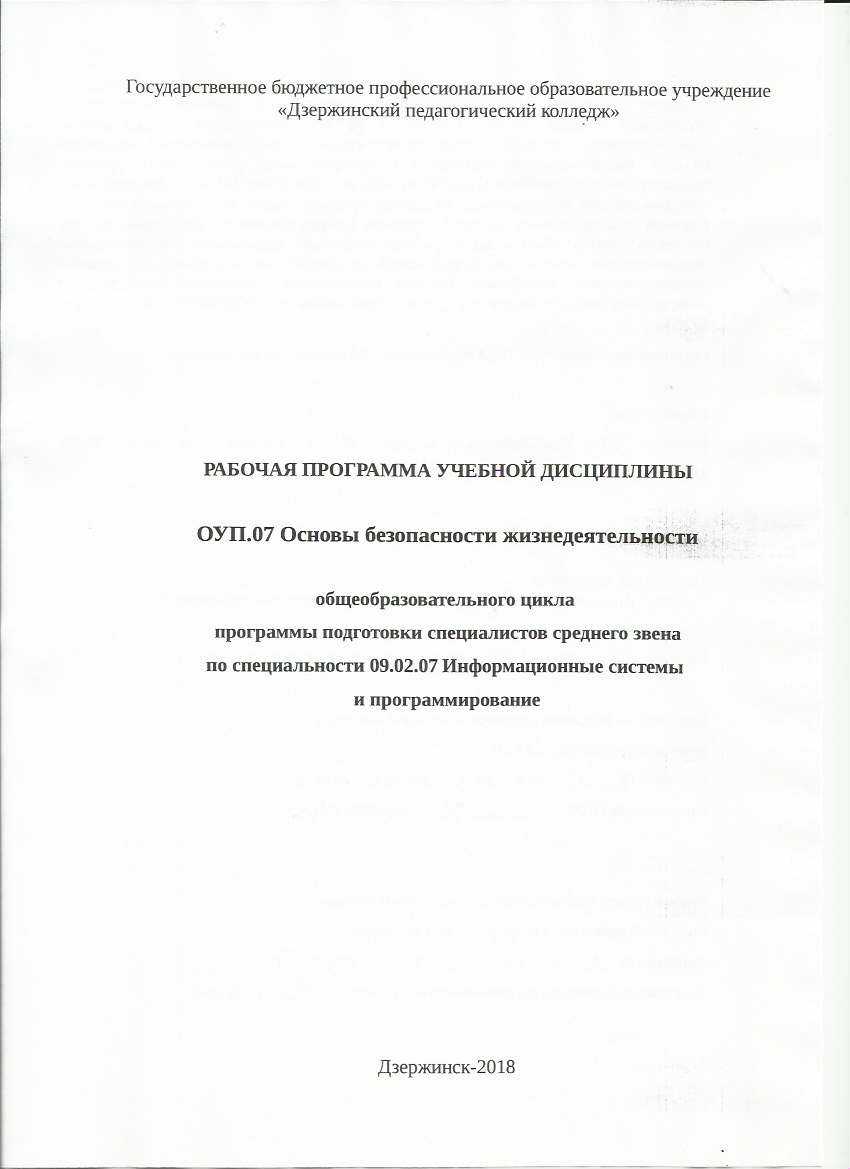 Государственное бюджетное профессиональное образовательное учреждение
«Дзержинский педагогический колледж»
РАБОЧАЯ ПРОГРАММА УЧЕБНОЙ ДИСЦИПЛИНЫ
ОУП.07 Основы безопасности жизнедеятельности
общеобразовательного цикла
программы подготовки специалистов среднего звена
по специальности 09.02.07 Информационные системы
и программирование
Дзержинск-2018